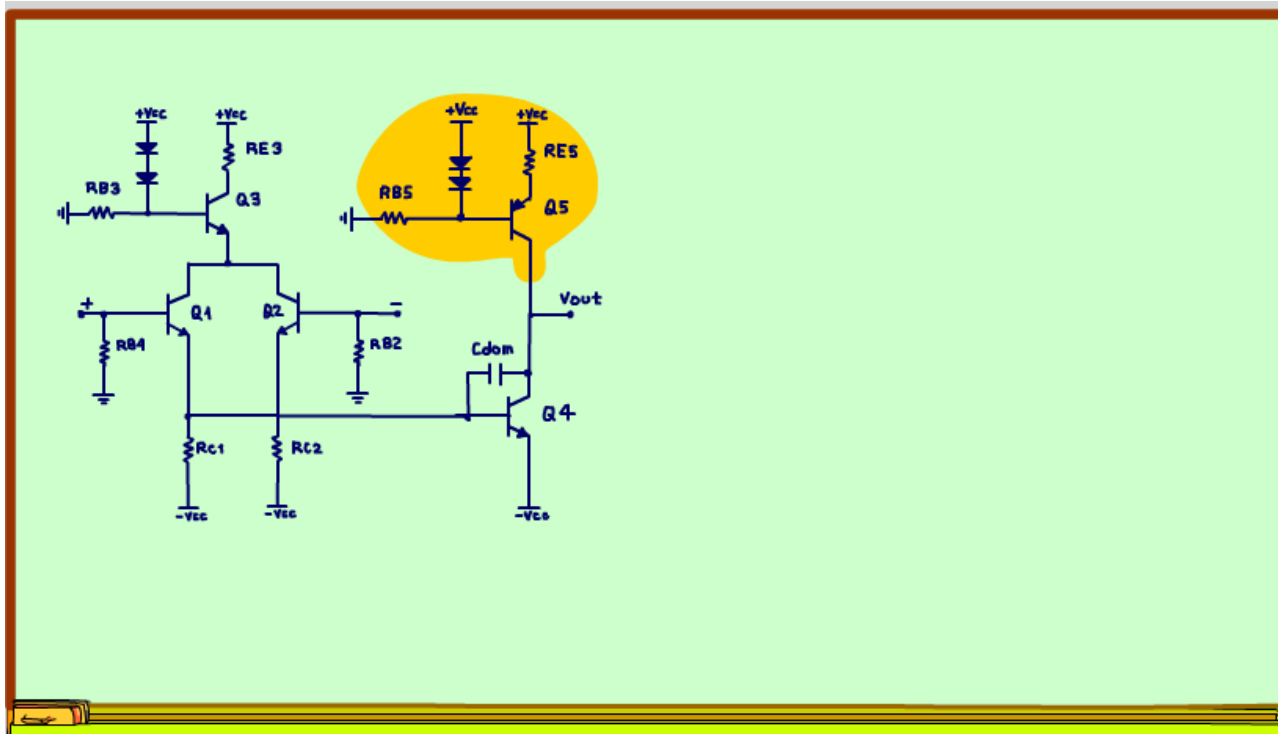 +Vcc
+Vcc
RE3
RB3
Q3
+Vcc
+Vcc
RE5
RB5
Q5
+
Q1
Q2
-
RB1
RB2
Vout
Cdom
Q4
Rc1
Rc2
-Vcc
-Vcc
-Vcc